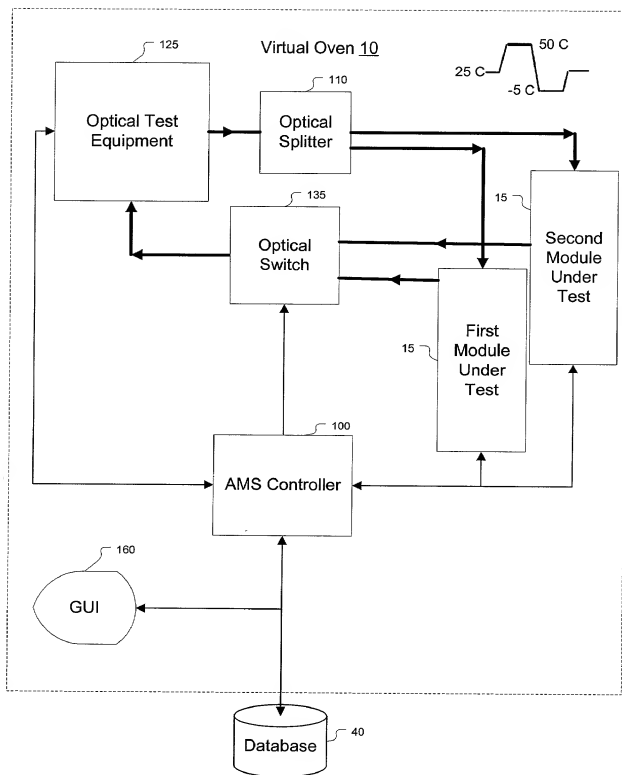 125
Virtual Oven 10
50 C
25 C
-5 C
110
Optical Test
Equipment
Optical
Splitter
135
15
Optical
Switch
Second
Module
Under
Test
15
First
Module
Under
Test
100
AMS Controller
160
GUI
Database
40